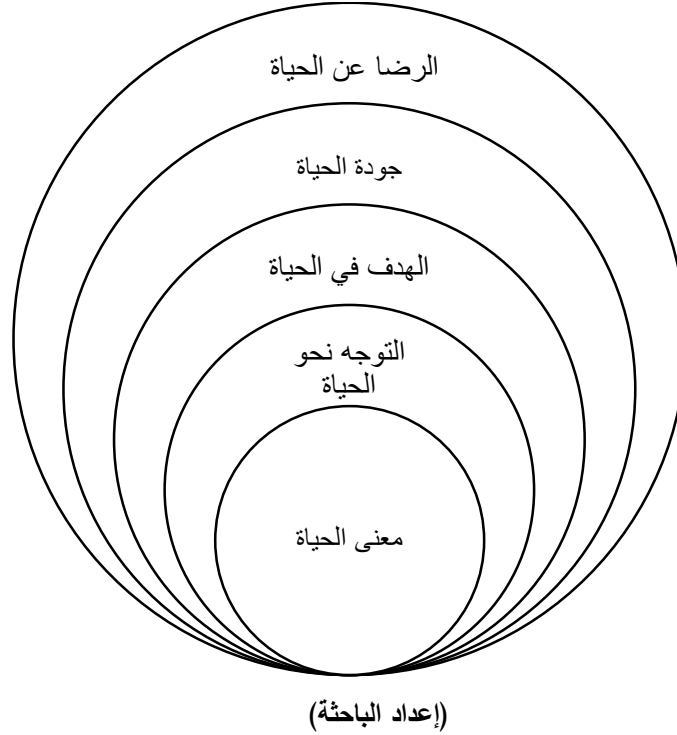 الرضا عن الحياة
جودة الحياة
الهدف في الحياة
التوجه نحو
الحياة
معنى الحياة
(إعداد الباحثة)